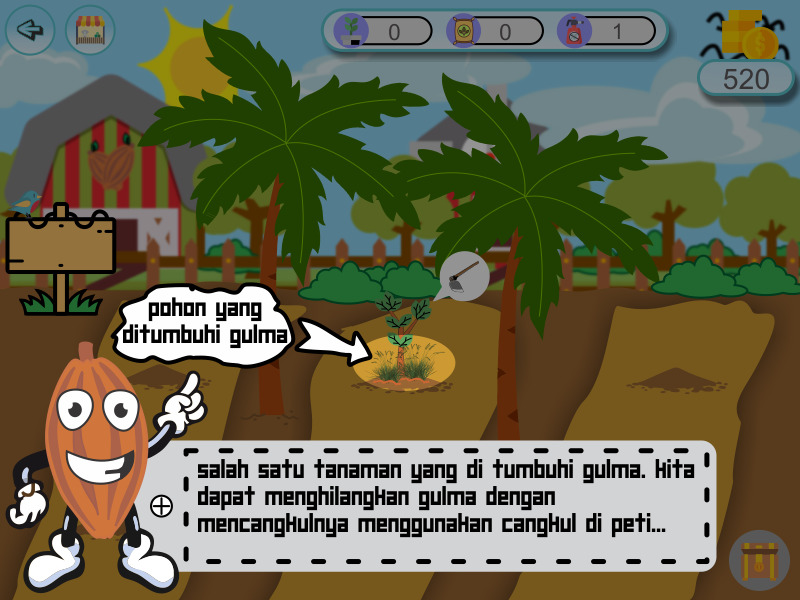 0
0
1
520
pohon yang
ditumbuhi gulma
salah satu tanaman yang di tumbuhi gulma. kita
dapat menghilangkan gulma dengan
mencangkulnya menggunakan cangkul di peti...